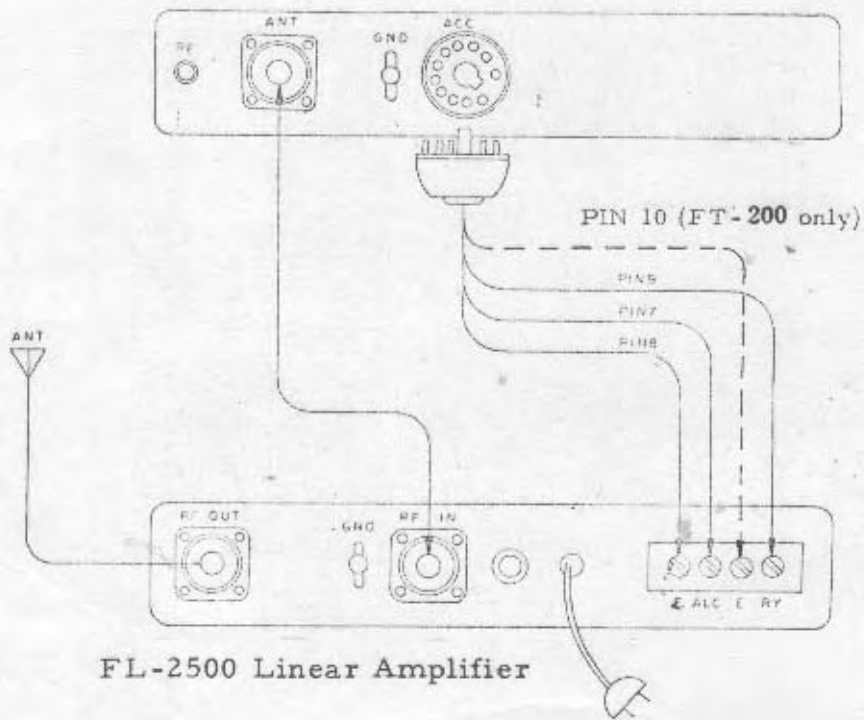 RF
ANT
GND
ACC
PIN 10 (FT-200 only)
PIN5
PIN7
PIN8
ANT
RF OUT
GND
RF IN
E ALC E RY
FL-2500 Linear Amplifier